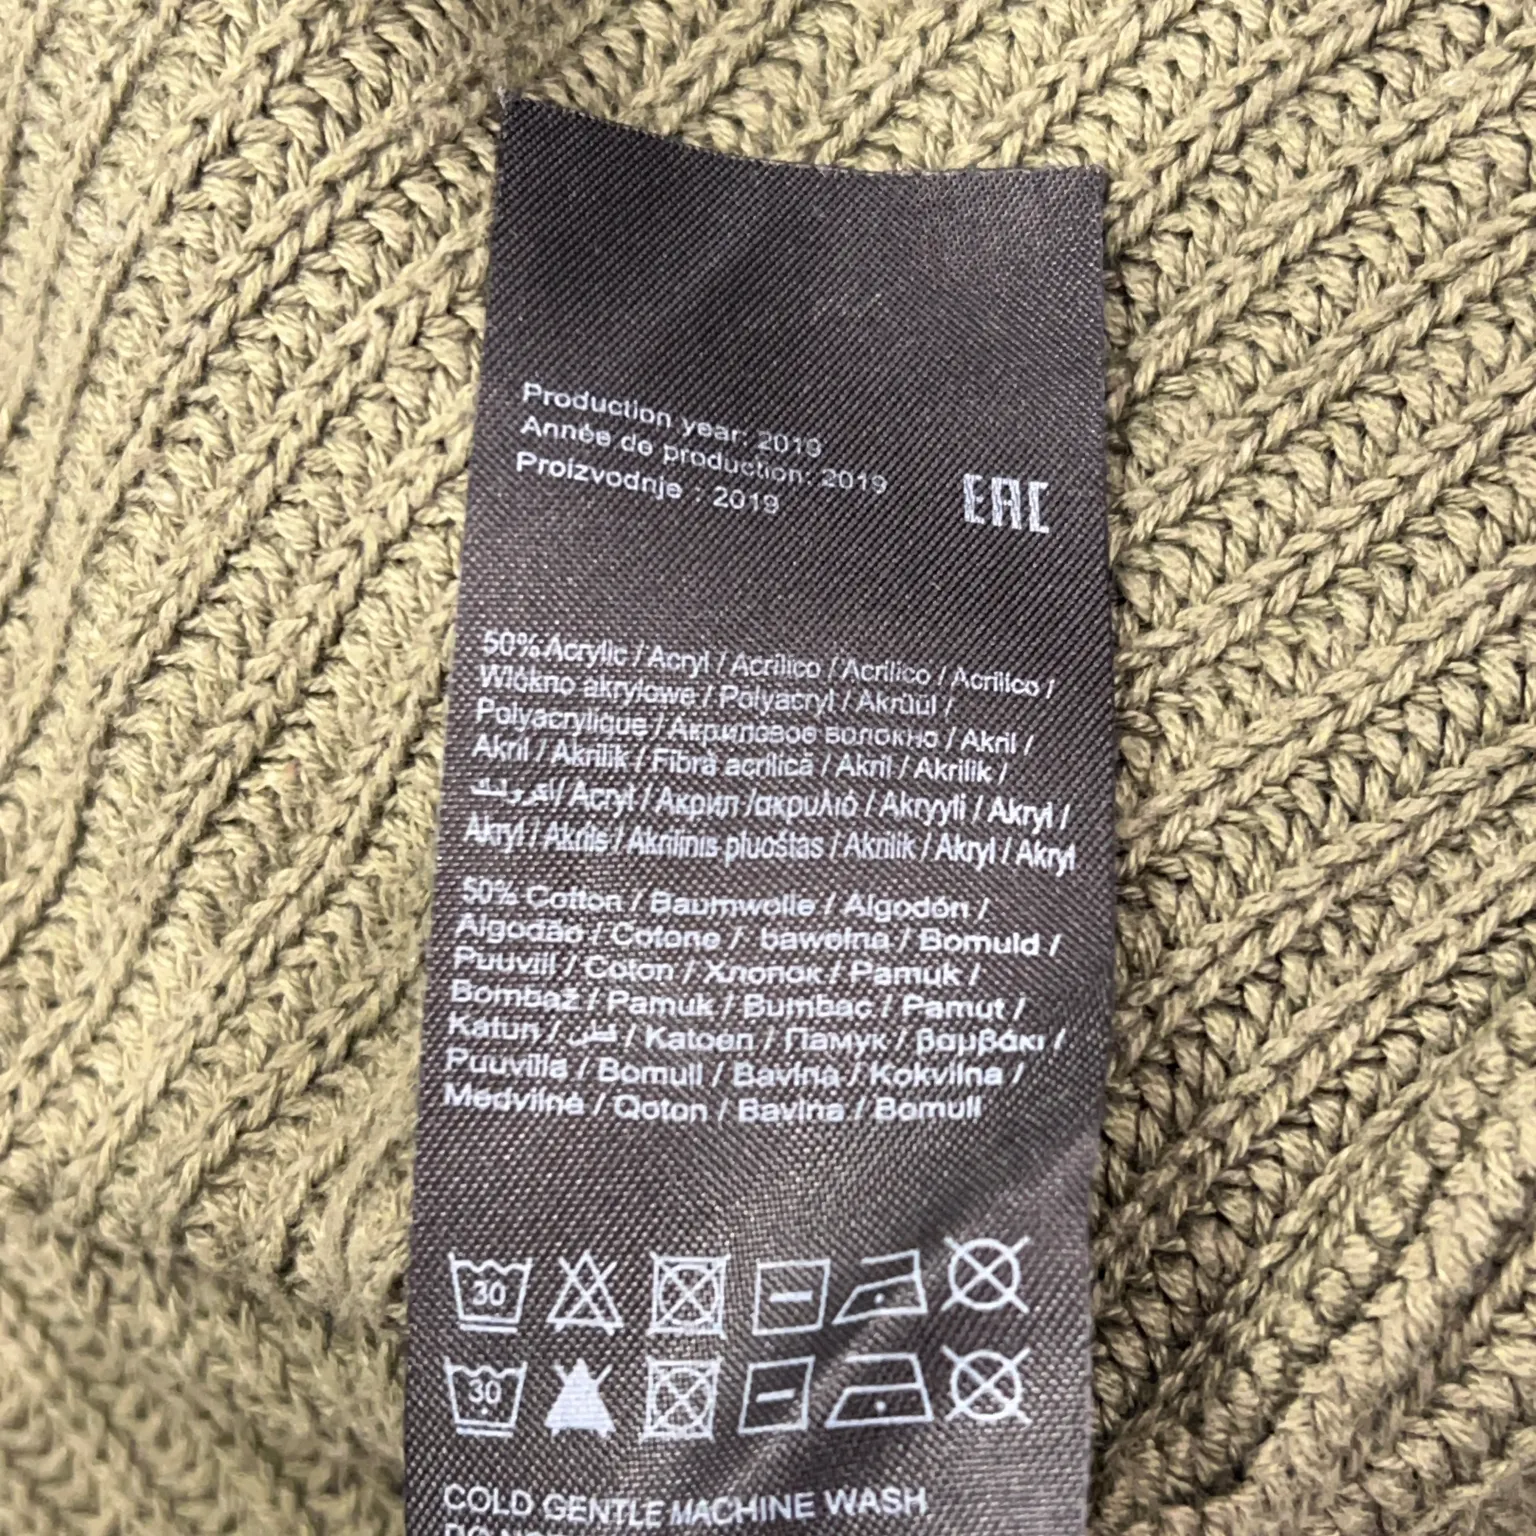 Production year: 2019
Année de production: 2019
Proizvodnje : 2019
EAC
50% Acrylic / Acryl / Acrílico / Acrílico / Acrilico /
Włókno akrylowe / Polyacryl / Akrüül /
Polyacrylique / Акриловое волокно / Akril /
Akril / Akrilik / Fibră acrilică / Akril / Akrilik /
/ Acryl / Акрил / ακρυλιό / Akryyli / Akryl /
Akryl / Akrils / Akrilinis pluoštas / Akrilik / Akryl / Akryl
50% Cotton / Baumwolle / Algodón /
Algodão / Cotone / bawełna / Bomuld /
Puuvill / Coton / Хлопок / Pamuk /
Bombaž / Pamuk / Bumbac / Pamut /
Katun / قطن / Katoen / Памук / βαμβάκι /
Puuvilla / Bomull / Bavlna / Kokvilna /
Medvilnė / Qoton / Bavlna / Bomull
30
30
COLD GENTLE MACHINE WASH